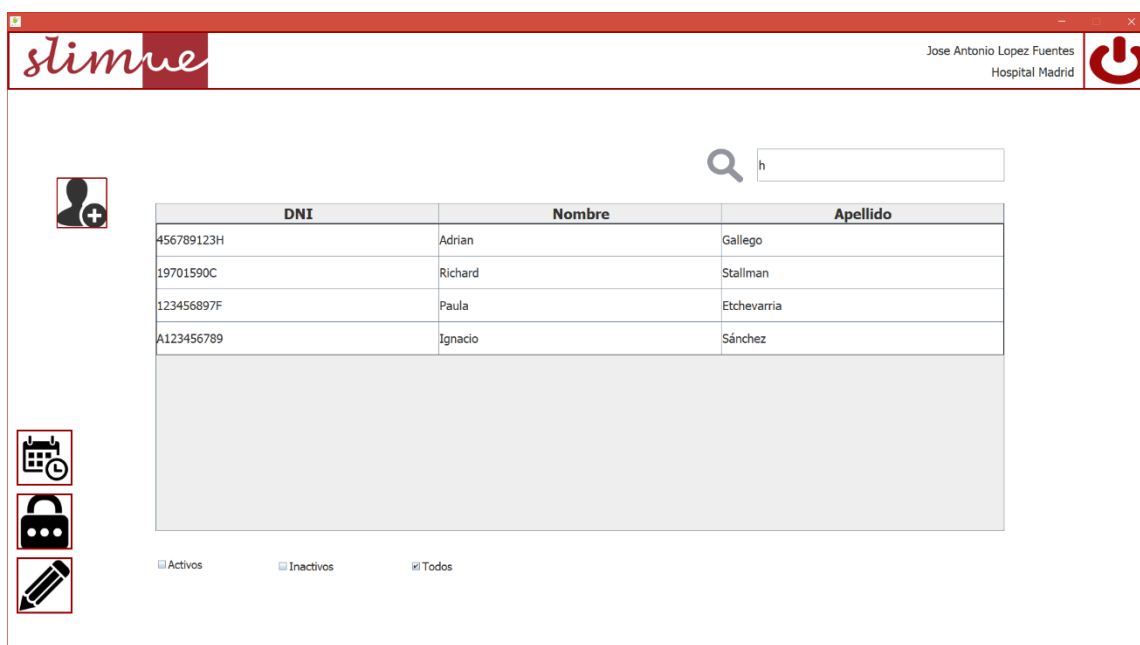 slimue
Jose Antonio Lopez Fuentes
Hospital Madrid
h
DNI Nombre Apellido
456789123H Adrian Gallego
19701590C Richard Stallman
123456897F Paula Etchevarria
A123456789 Ignacio Sánchez
Activos Inactivos Todos